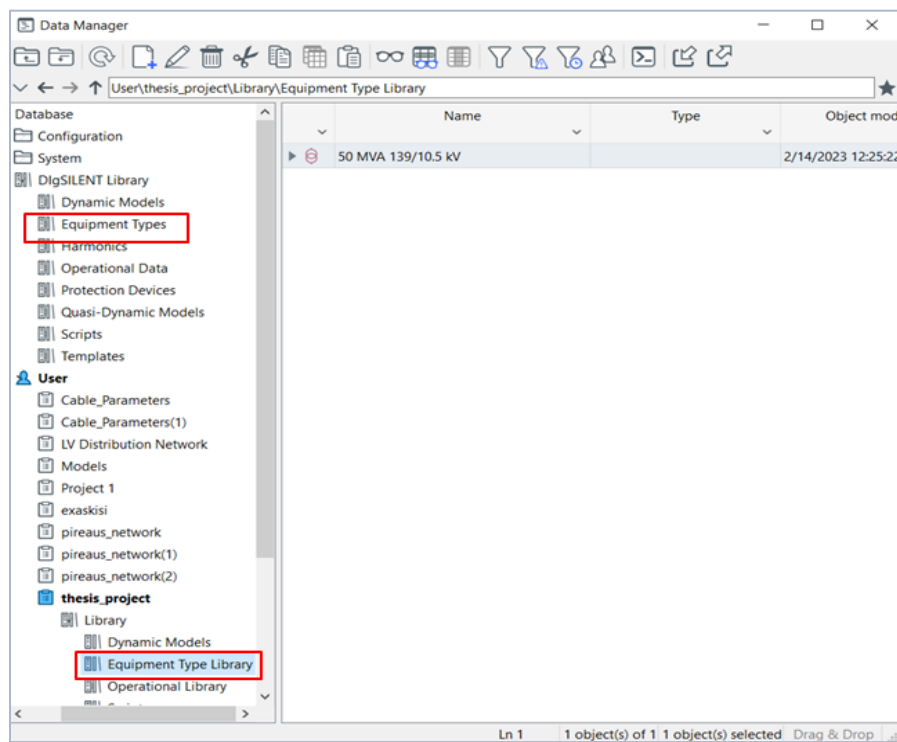 Data Manager
User\thesis_project\Library\Equipment Type Library
Database
Configuration
System
DIgSILENT Library
Dynamic Models
Equipment Types
Harmonics
Operational Data
Protection Devices
Quasi-Dynamic Models
Scripts
Templates
User
Cable_Parameters
Cable_Parameters(1)
LV Distribution Network
Models
Project 1
exaskisi
pireaus_network
pireaus_network(1)
pireaus_network(2)
thesis_project
Library
Dynamic Models
Equipment Type Library
Operational Library
Name Type Object mod
50 MVA 139/10.5 kV 2/14/2023 12:25:22
Ln 1 1 object(s) of 1 1 object(s) selected Drag & Drop